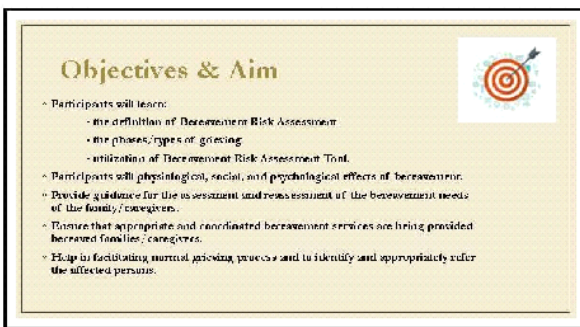 Objectives & Aim
Participants will learn:
- the definition of Bereavement Risk Assessment
- the phases/types of grieving
- utilization of Bereavement Risk Assessment Tool.
Participants will physiological, social, and psychological effects of bereavement.
Provide guidance for the assessment and reassessment of the bereavement needs
of the family/caregivers.
Ensure that appropriate and coordinated bereavement services are being provided
bereaved families/caregivers.
Help in facilitating normal grieving process and to identify and appropriately refer
the affected persons.